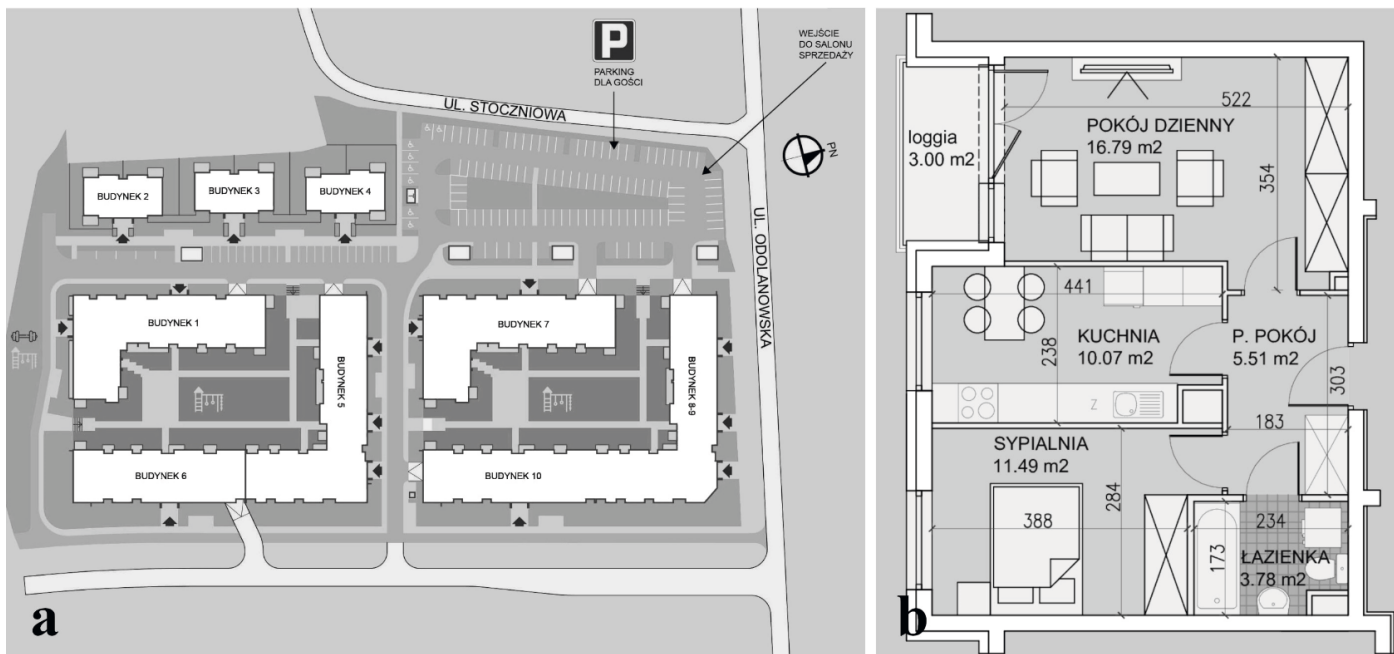 P
PARKING
DLA GOŚCI
WEJŚCIE
DO SALONU
SPRZEDAŻY
UL. STOCZNIOWA
PN
BUDYNEK 2
BUDYNEK 3
BUDYNEK 4
UL. ODOLANOWSKA
BUDYNEK 1
BUDYNEK 5
BUDYNEK 7
BUDYNEK 8-9
BUDYNEK 6
BUDYNEK 10
a
522
loggia
3.00 m2
POKÓJ DZIENNY
16.79 m2
354
441
KUCHNIA
10.07 m2
238
P. POKÓJ
5.51 m2
303
Z
183
SYPIALNIA
11.49 m2
284
388
234
173
ŁAZIENKA
3.78 m2
b